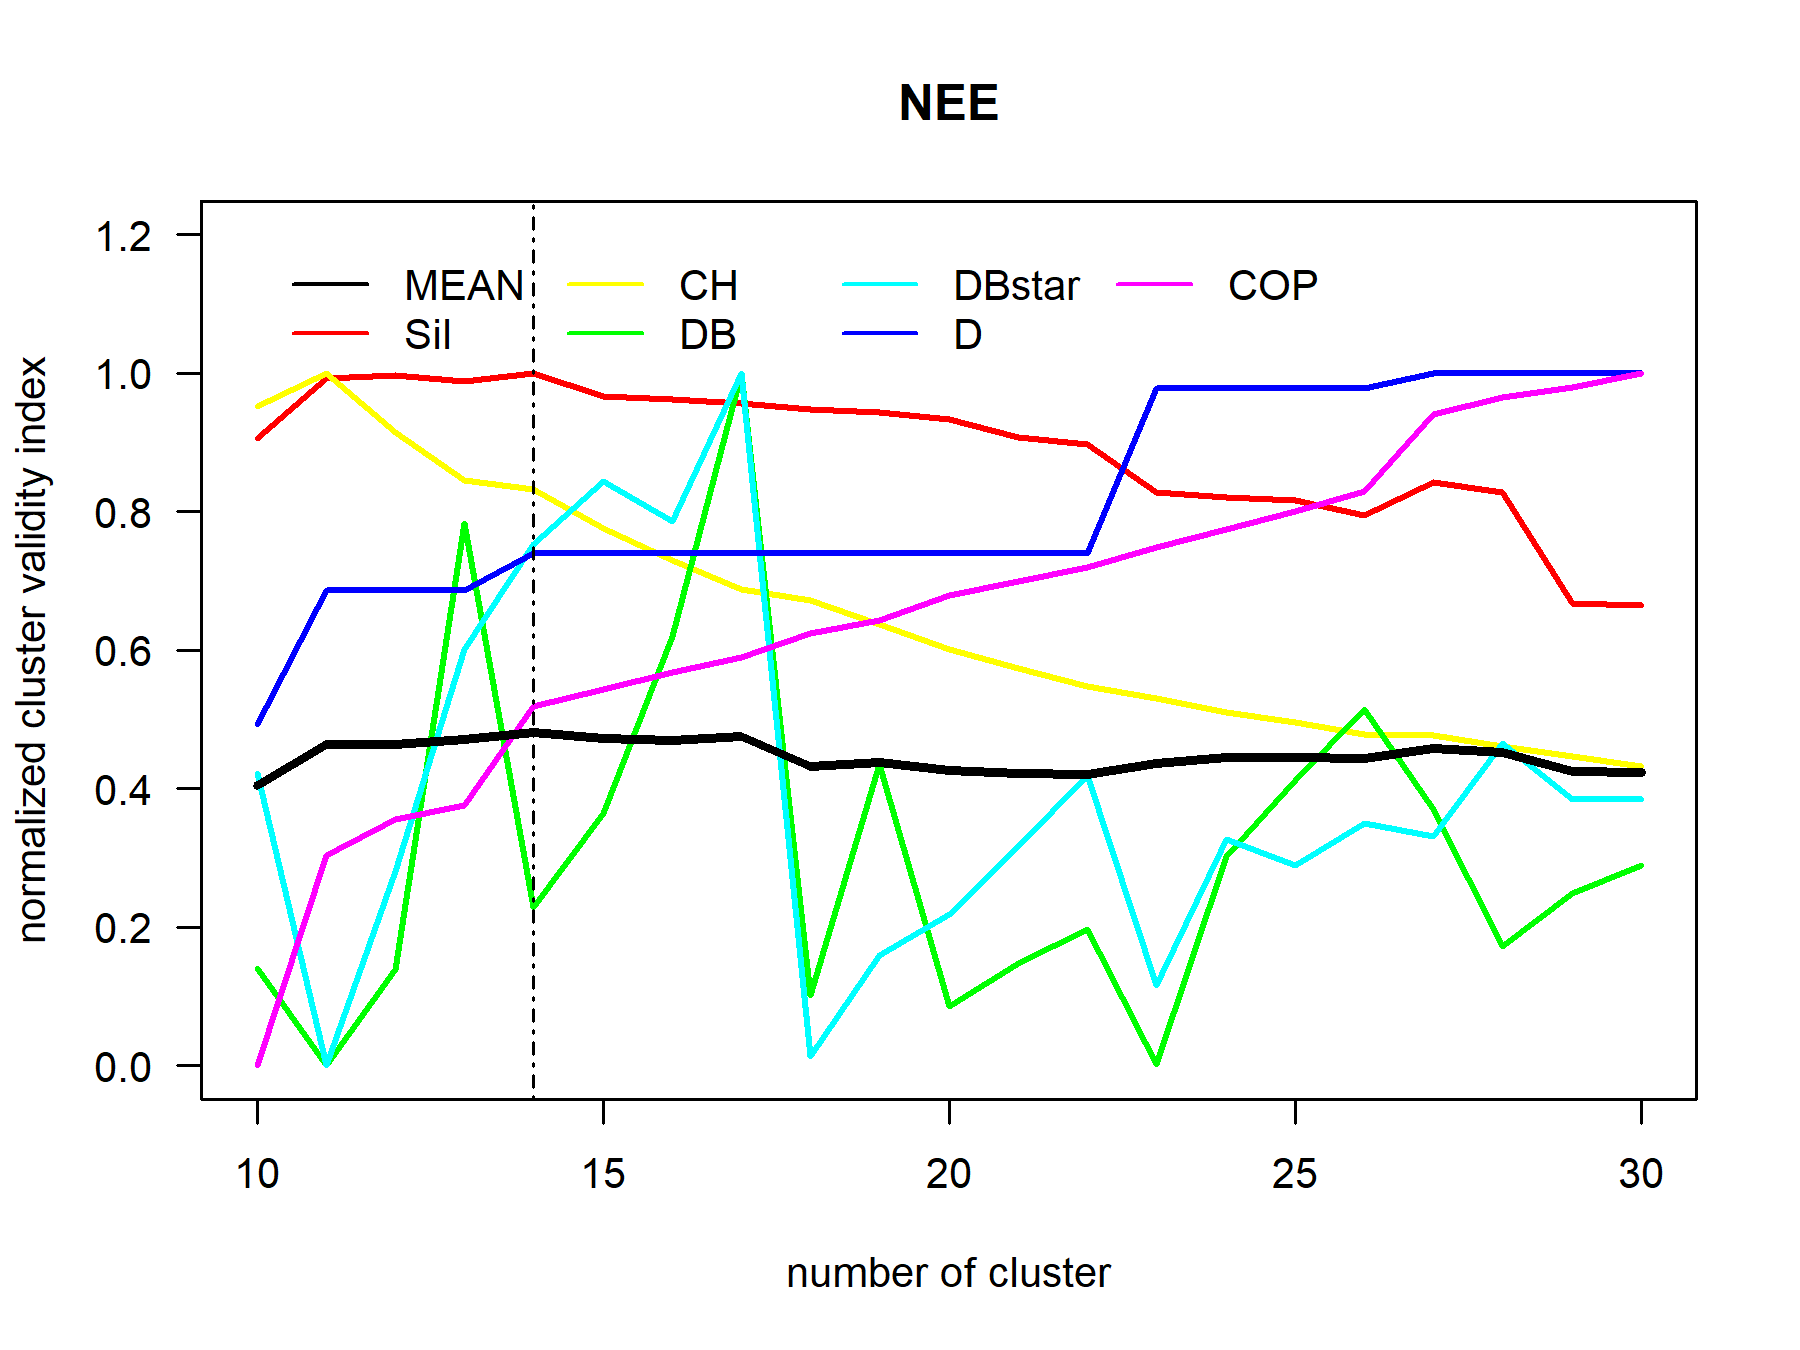 NEE
normalized cluster validity index
1.2
1.0
0.8
0.6
0.4
0.2
0.0
MEAN CH DBstar COP
Sil DB D
10 15 20 25 30
number of cluster